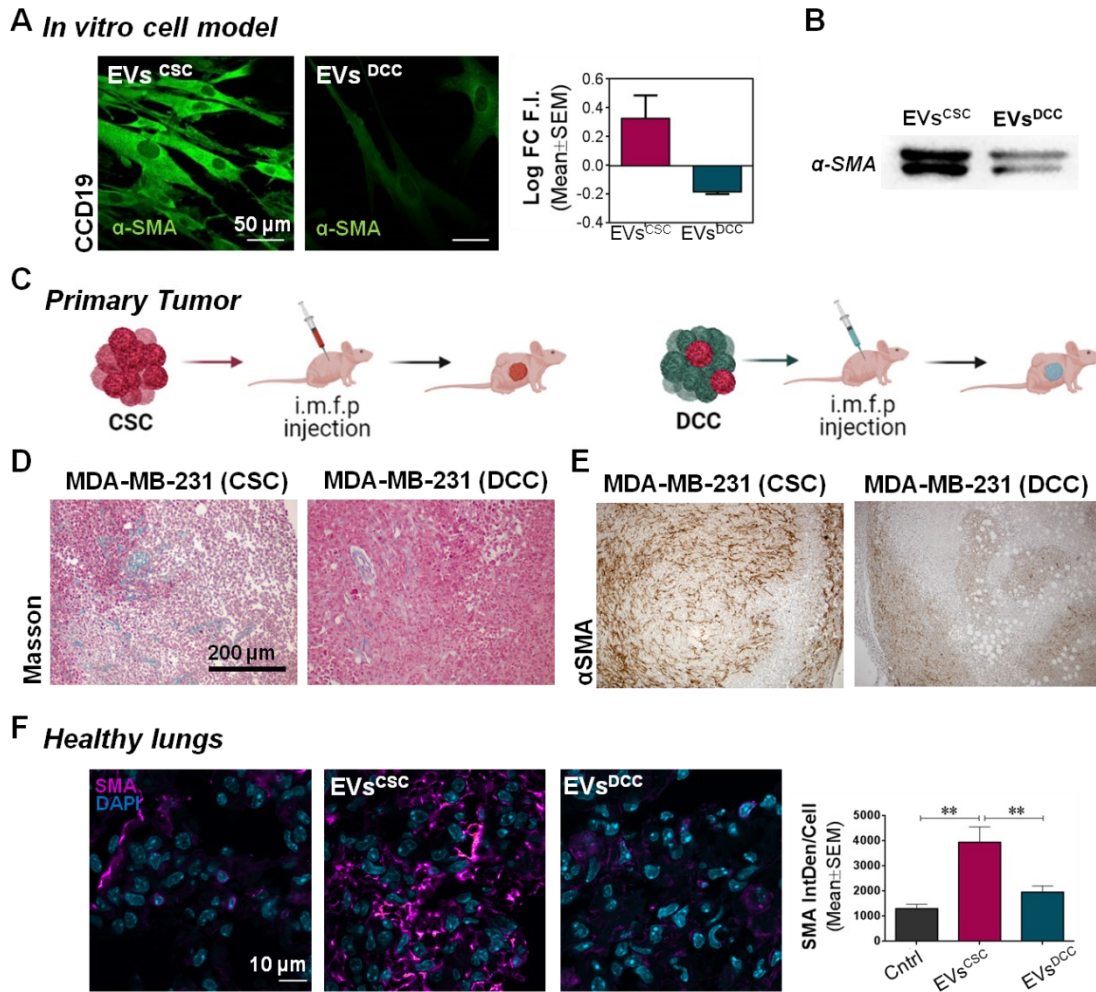 A In vitro cell model
EVs CSC
EVs DCC
CCD19
α-SMA
50 µm
α-SMA
Log FC F.I.
(Mean±SEM)
0.6
0.4
0.2
0.0
-0.2
-0.4
EVsCSC
EVsDCC
B
EVsCSC
EVsDCC
α-SMA
C Primary Tumor
CSC
i.m.f.p
injection
DCC
i.m.f.p
injection
D
MDA-MB-231 (CSC)
MDA-MB-231 (DCC)
Masson
200 µm
E
MDA-MB-231 (CSC)
MDA-MB-231 (DCC)
αSMA
F Healthy lungs
SMA
DAPI
10 µm
EVsCSC
EVsDCC
SMA IntDen/Cell
(Mean±SEM)
5000
4000
3000
2000
1000
0
**
**
Cntrl
EVsCSC
EVsDCC